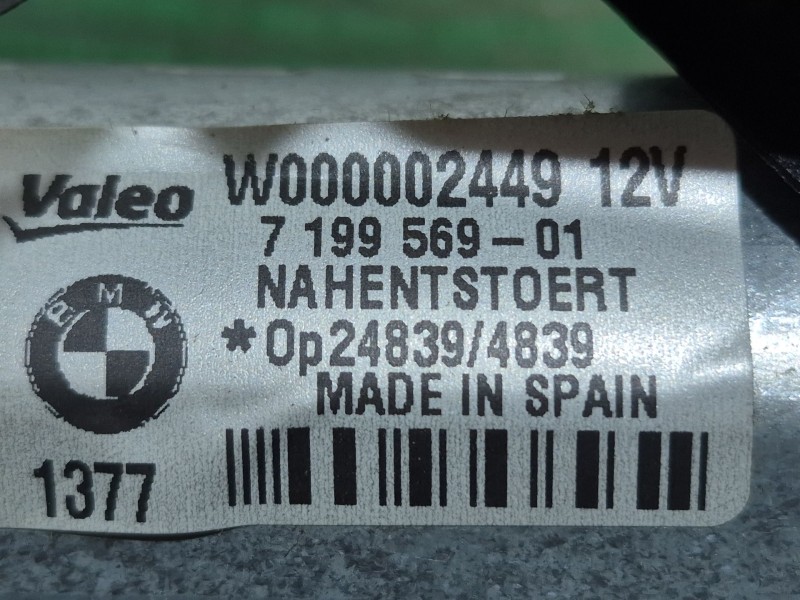 Valeo W000002449 12V
7 199 569-01
NAHENTSTOERT
*Op24839/4839
MADE IN SPAIN
BMW
1377